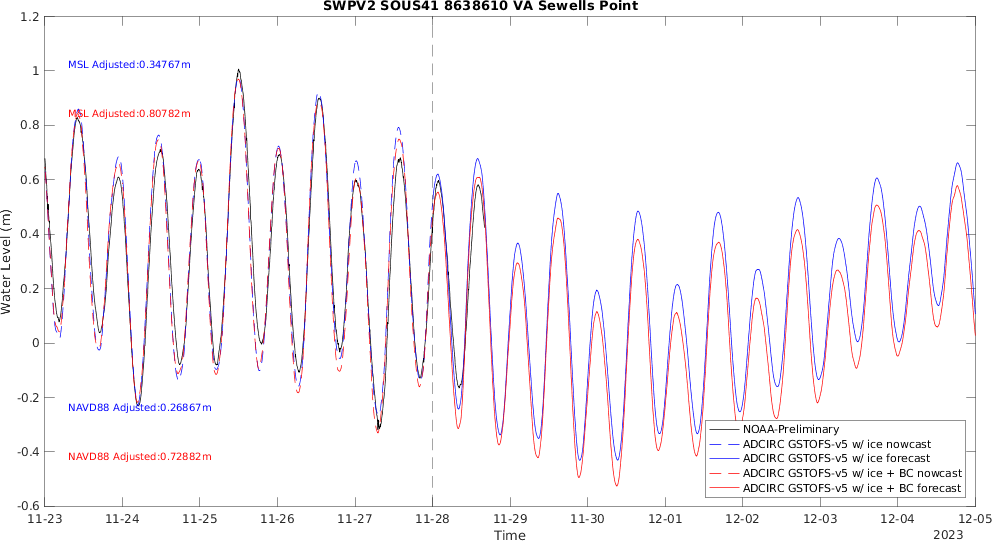 SWPV2 SOUS41 8638610 VA Sewells Point
1.2
1
0.8
0.6
0.4
0.2
0
-0.2
-0.4
-0.6
Water Level (m)
MSL Adjusted:0.34767m
MSL Adjusted:0.80782m
NAVD88 Adjusted:0.26867m
NAVD88 Adjusted:0.72882m
NOAA-Preliminary
ADCIRC GSTOFS-v5 w/ ice nowcast
ADCIRC GSTOFS-v5 w/ ice forecast
ADCIRC GSTOFS-v5 w/ ice + BC nowcast
ADCIRC GSTOFS-v5 w/ ice + BC forecast
11-23 11-24 11-25 11-26 11-27 11-28 11-29 11-30 12-01 12-02 12-03 12-04 12-05
Time
2023